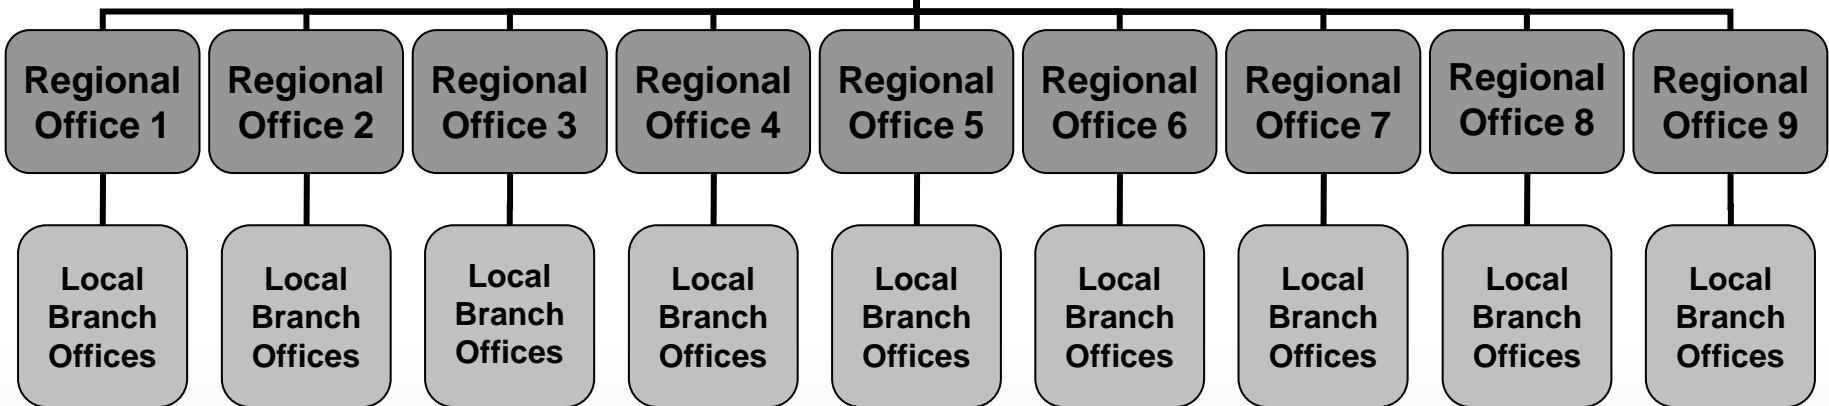 Regional
Office 1
Regional
Office 2
Regional
Office 3
Regional
Office 4
Regional
Office 5
Regional
Office 6
Regional
Office 7
Regional
Office 8
Regional
Office 9
Local
Branch
Offices
Local
Branch
Offices
Local
Branch
Offices
Local
Branch
Offices
Local
Branch
Offices
Local
Branch
Offices
Local
Branch
Offices
Local
Branch
Offices
Local
Branch
Offices